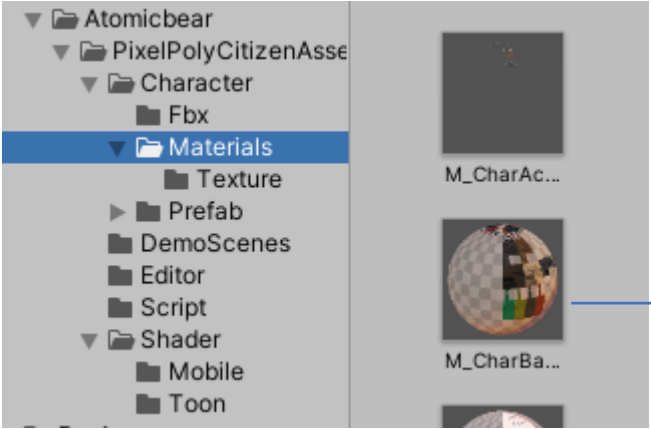 Atomicbear
PixelPolyCitizenAsse
Character
Fbx
Materials
Texture
Prefab
DemoScenes
Editor
Script
Shader
Mobile
Toon
M_CharAc...
M_CharBa...